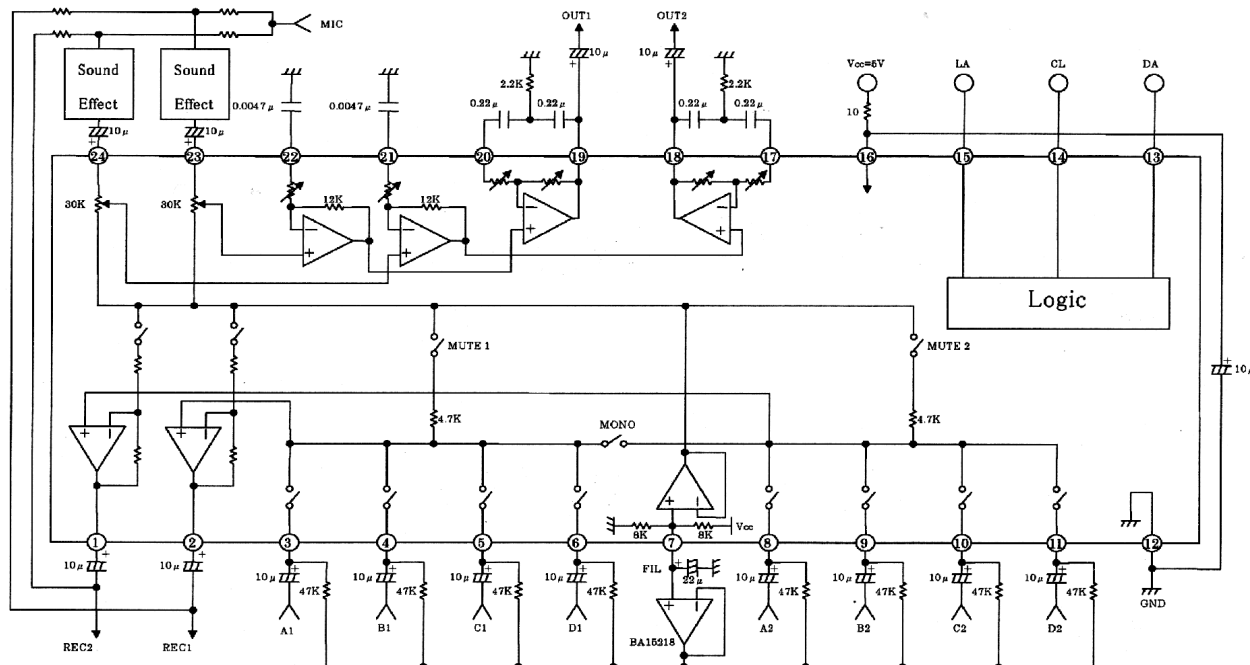 MIC
OUT1
OUT2
10μ
10μ
Vcc=5V
LA
CL
DA
Sound
Effect
Sound
Effect
2.2K
2.2K
0.0047μ
0.0047μ
0.22μ
0.22μ
0.22μ
0.22μ
10
10μ
10μ
24
23
22
21
20
19
18
17
16
15
14
13
30K
30K
12K
12K
Logic
MUTE 1
MUTE 2
10μ
4.7K
4.7K
MONO
8K
8K
Vcc
1
2
3
4
5
6
7
8
9
10
11
12
10μ
10μ
10μ
47K
10μ
47K
10μ
47K
10μ
47K
FIL
22μ
10μ
47K
10μ
47K
10μ
47K
10μ
47K
GND
REC2
REC1
A1
B1
C1
D1
BA15218
A2
B2
C2
D2